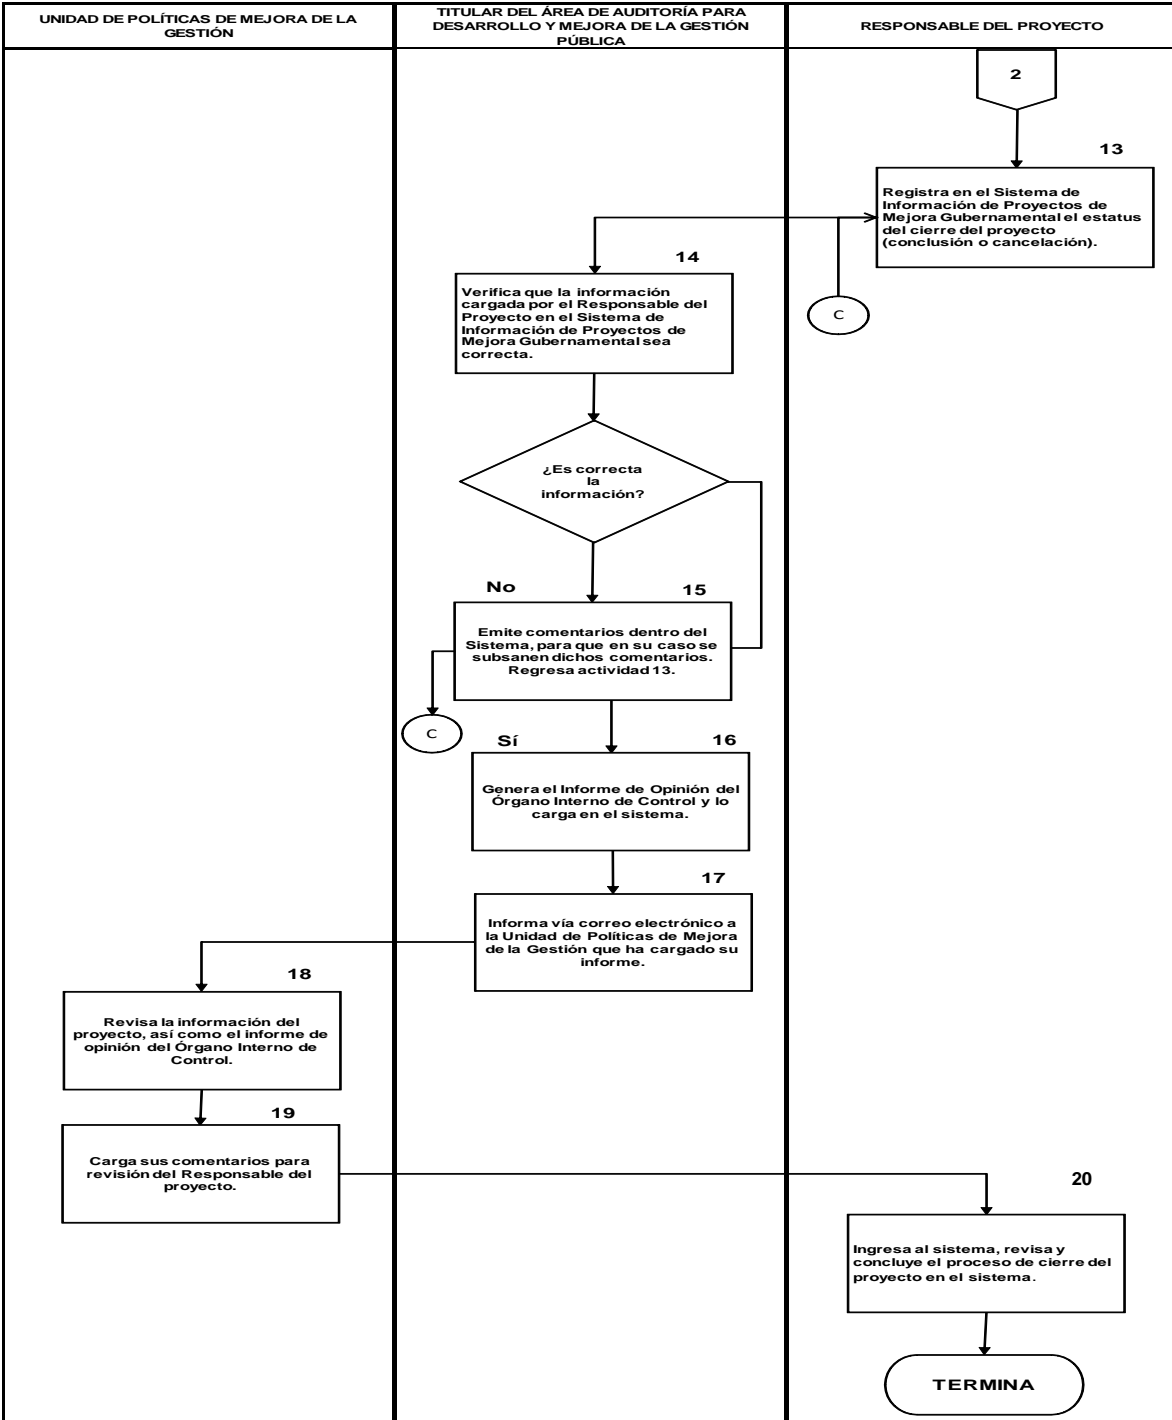 UNIDAD DE POLÍTICAS DE MEJORA DE LA
GESTIÓN
TITULAR DEL ÁREA DE AUDITORÍA PARA
DESARROLLO Y MEJORA DE LA GESTIÓN
PÚBLICA
RESPONSABLE DEL PROYECTO
2
13
Registra en el Sistema de
Información de Proyectos de
Mejora Gubernamental el estatus
del cierre del proyecto
(conclusión o cancelación).
C
14
Verifica que la información
cargada por el Responsable del
Proyecto en el Sistema de
Información de Proyectos de
Mejora Gubernamental sea
correcta.
¿Es correcta
la
información?
No
15
Emite comentarios dentro del
Sistema, para que en su caso se
subsanen dichos comentarios.
Regresa actividad 13.
C
Sí
16
Genera el Informe de Opinión del
Órgano Interno de Control y lo
carga en el sistema.
17
Informa vía correo electrónico a
la Unidad de Políticas de Mejora
de la Gestión que ha cargado su
informe.
18
Revisa la información del
proyecto, así como el informe de
opinión del Órgano Interno de
Control.
19
Carga sus comentarios para
revisión del Responsable del
proyecto.
20
Ingresa al sistema, revisa y
concluye el proceso de cierre del
proyecto en el sistema.
TERMINA